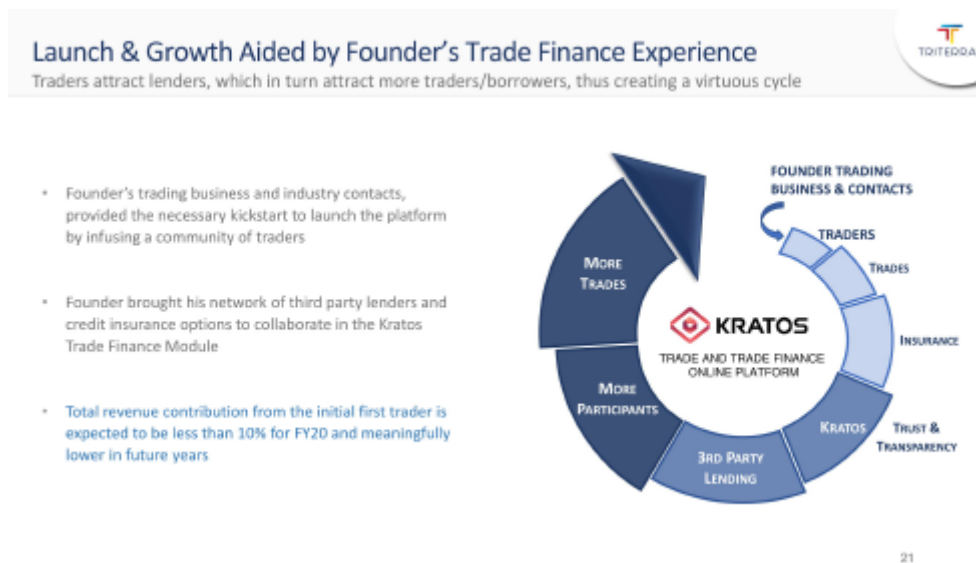 Launch & Growth Aided by Founder's Trade Finance Experience
Traders attract lenders, which in turn attract more traders/borrowers, thus creating a virtuous cycle
TRITERRAS
• Founder's trading business and industry contacts,
provided the necessary kickstart to launch the platform
by infusing a community of traders
• Founder brought his network of third party lenders and
credit insurance options to collaborate in the Kratos
Trade Finance Module
• Total revenue contribution from the initial first trader is
expected to be less than 10% for FY20 and meaningfully
lower in future years
FOUNDER TRADING
BUSINESS & CONTACTS
TRADERS
TRADES
INSURANCE
KRATOS
TRUST &
TRANSPARENCY
3RD PARTY
LENDING
MORE
PARTICIPANTS
MORE
TRADES
KRATOS
TRADE AND TRADE FINANCE
ONLINE PLATFORM
21